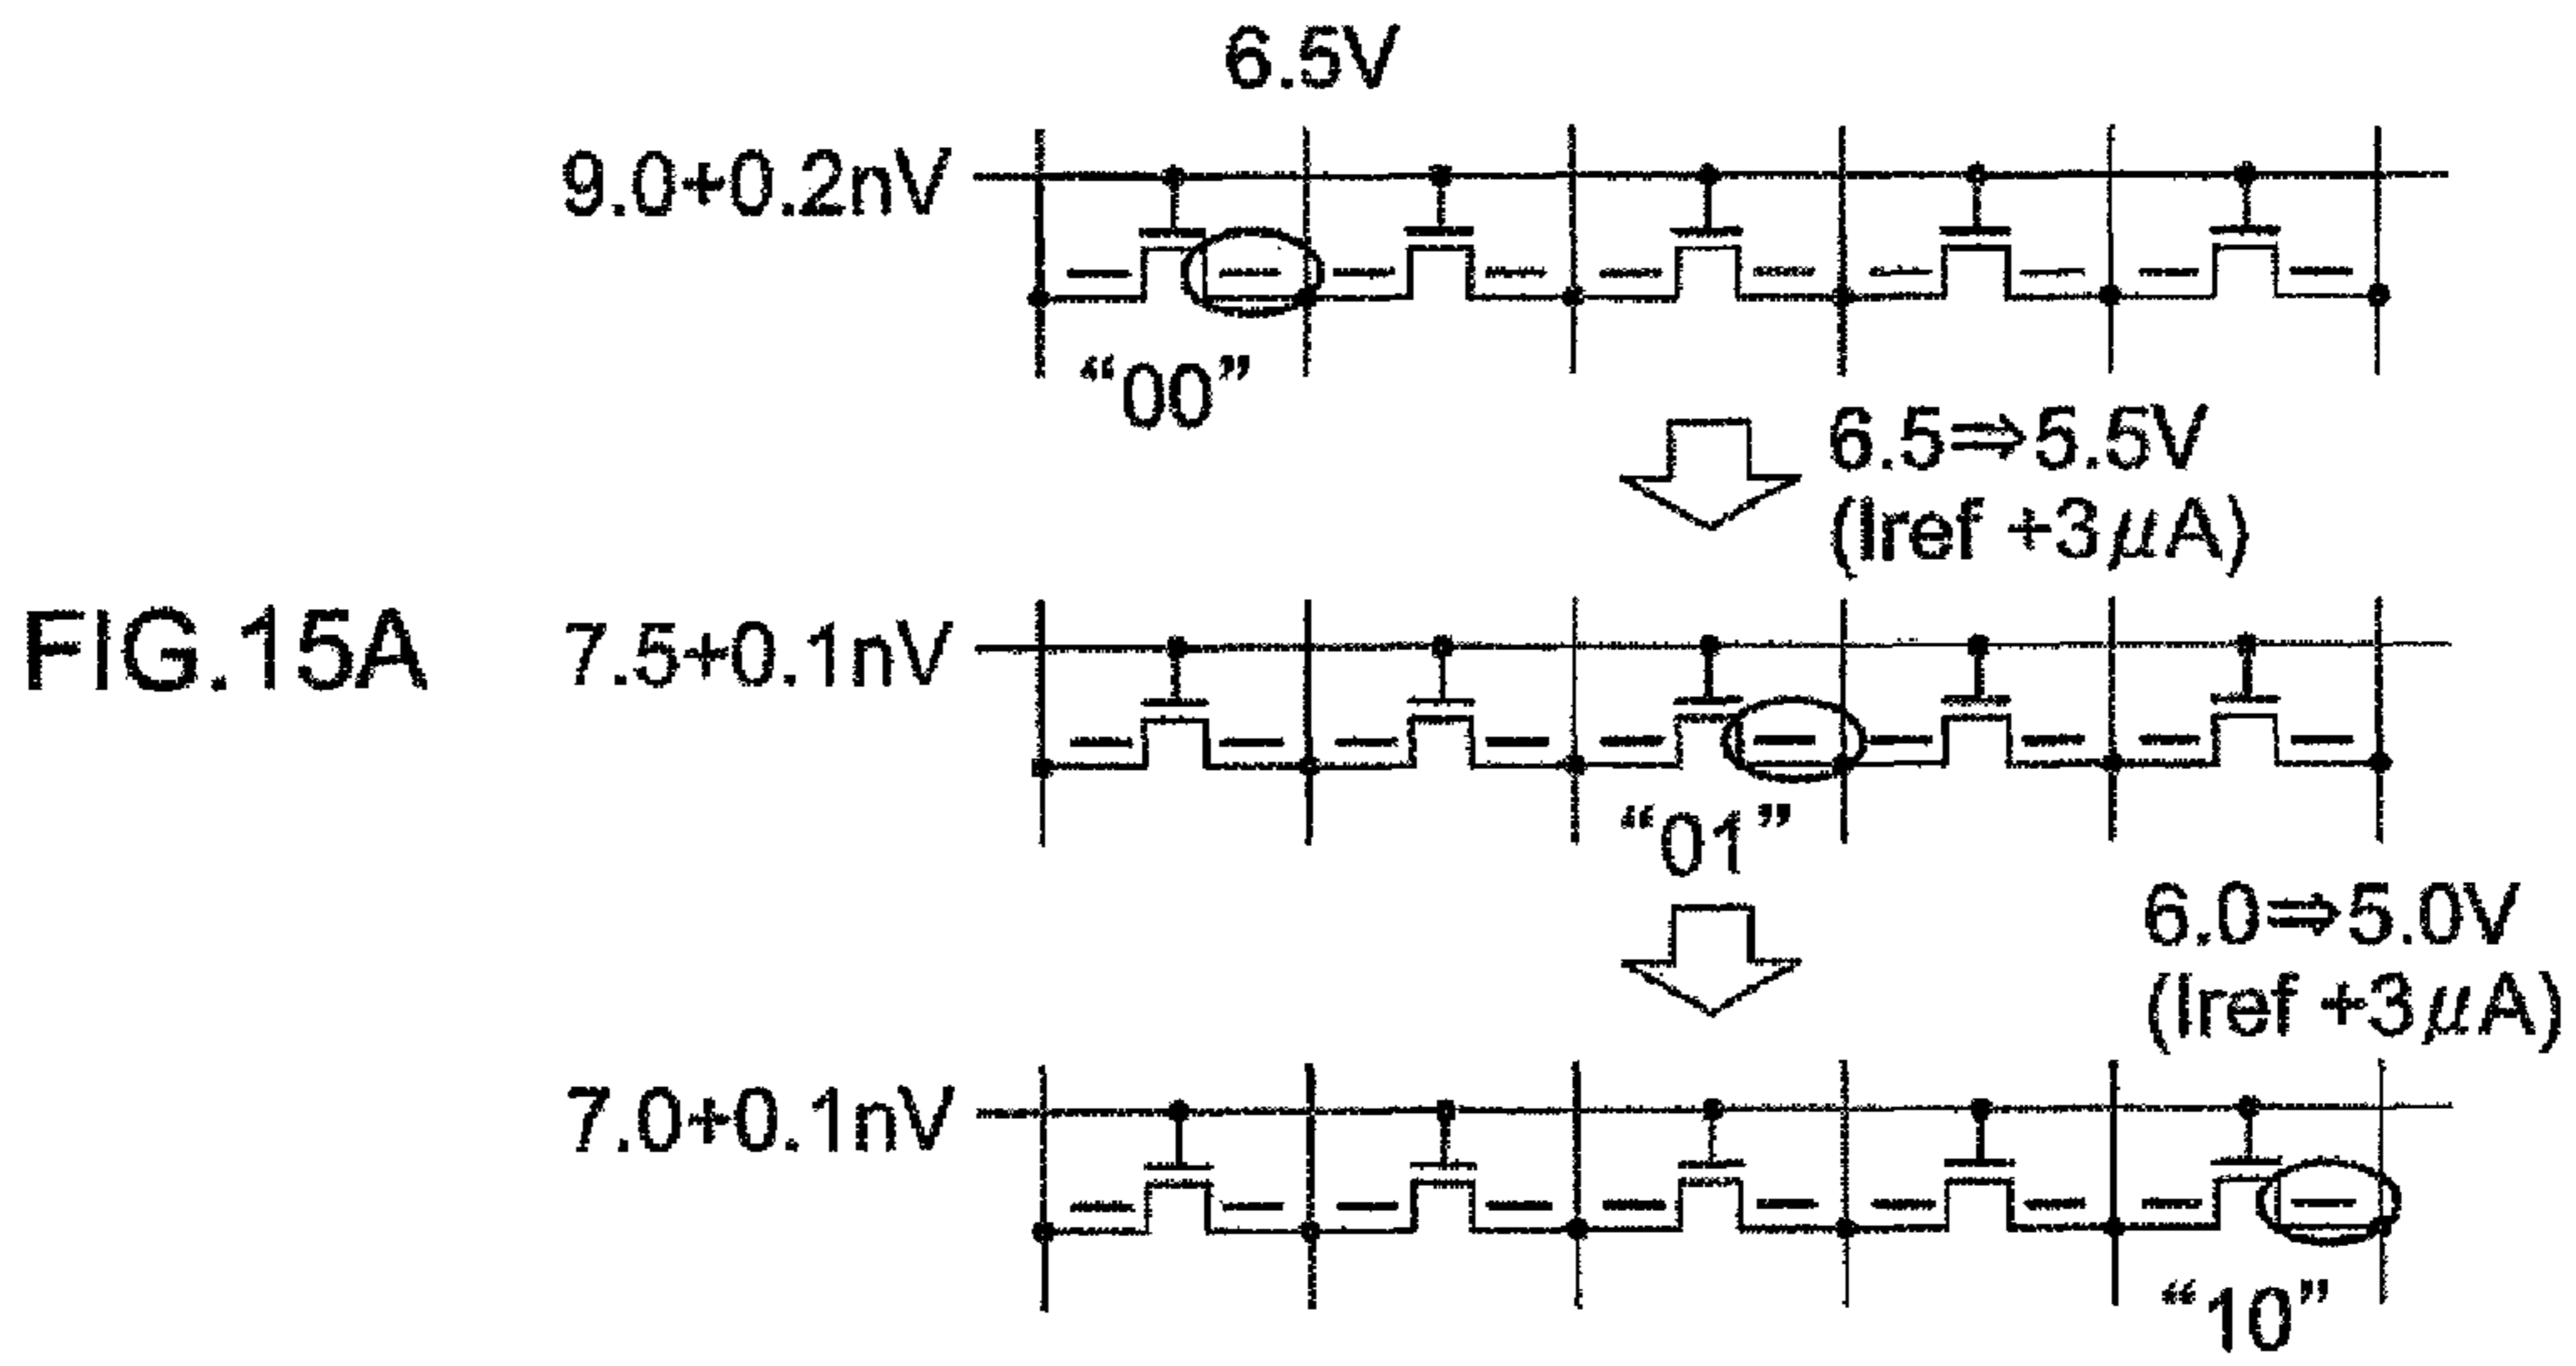 6.5V
9.0+0.2nV
“00”
6.5⇒5.5V
(Iref +3μA)
FIG.15A
7.5+0.1nV
“01”
6.0⇒5.0V
(Iref +3μA)
7.0+0.1nV
“10”